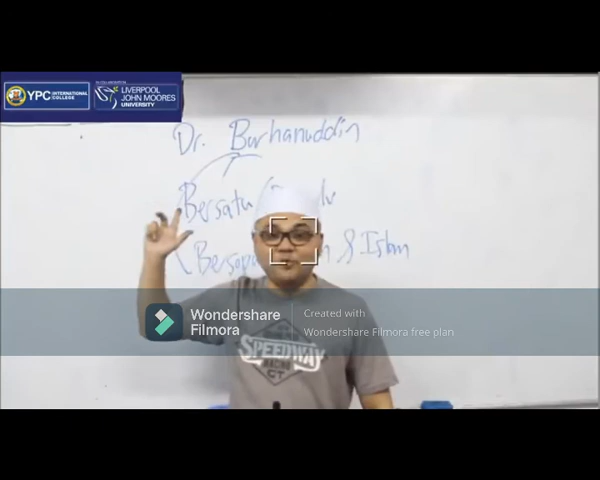 YPC INTERNATIONAL COLLEGE
LIVERPOOL
JOHN MOORES
UNIVERSITY
Dr. Burhanuddin
Bersatu
& Islam
Wondershare
Filmora
Created with
Wondershare Filmora free plan
SPEEDWAY
CT